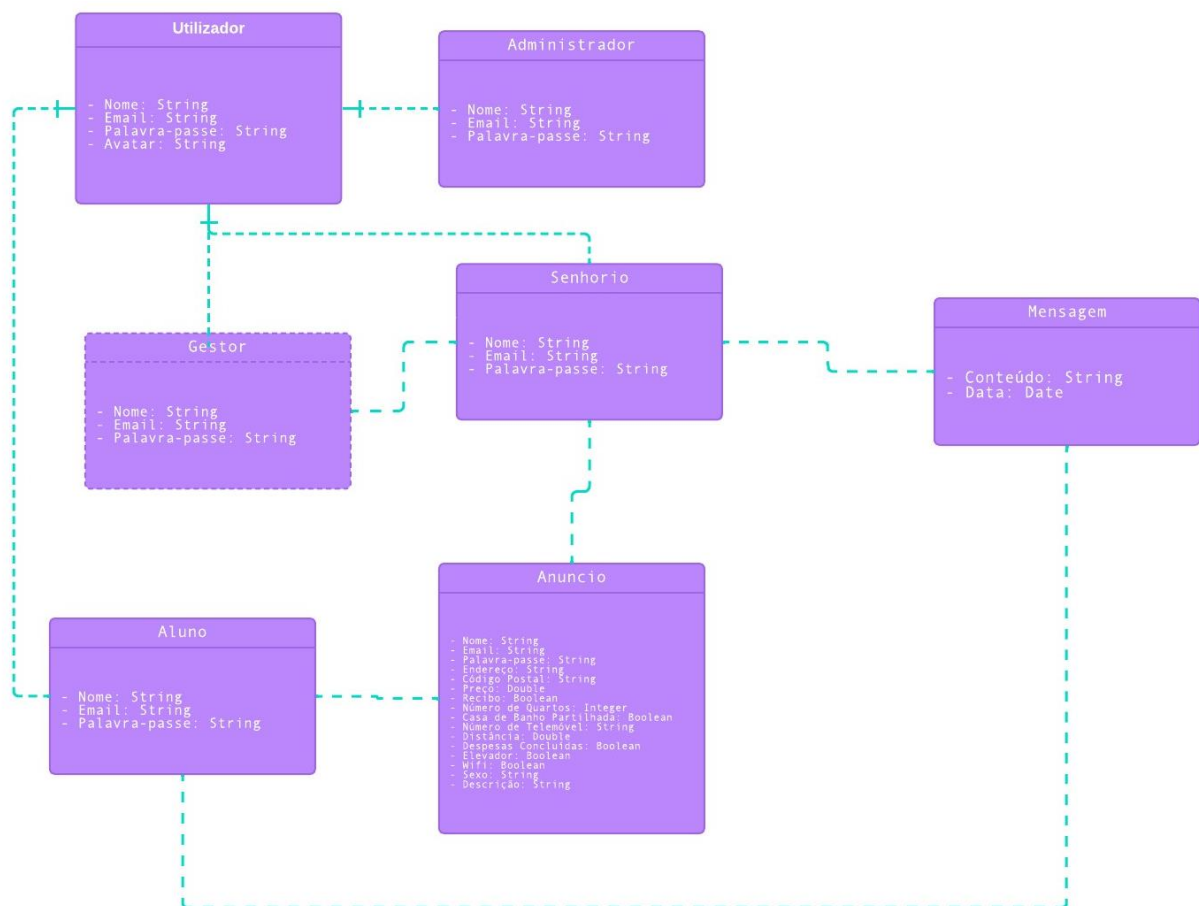 Utilizador
- Nome: String
- Email: String
- Palavra-passe: String
- Avatar: String
Administrador
- Nome: String
- Email: String
- Palavra-passe: String
Senhorio
- Nome: String
- Email: String
- Palavra-passe: String
Mensagem
- Conteúdo: String
- Data: Date
Gestor
- Nome: String
- Email: String
- Palavra-passe: String
Anuncio
- Nome: String
- Email: String
- Palavra-passe: String
- Endereço: String
- Código Postal: String
- Preço: Double
- Recibo: Boolean
- Número de Quartos: Integer
- Casa de Banho Partilhada: Boolean
- Número de Telemóvel: String
- Distância: Double
- Despesas Concluídas: Boolean
- Elevador: Boolean
- Wifi: Boolean
- Sexo: String
- Descrição: String
Aluno
- Nome: String
- Email: String
- Palavra-passe: String